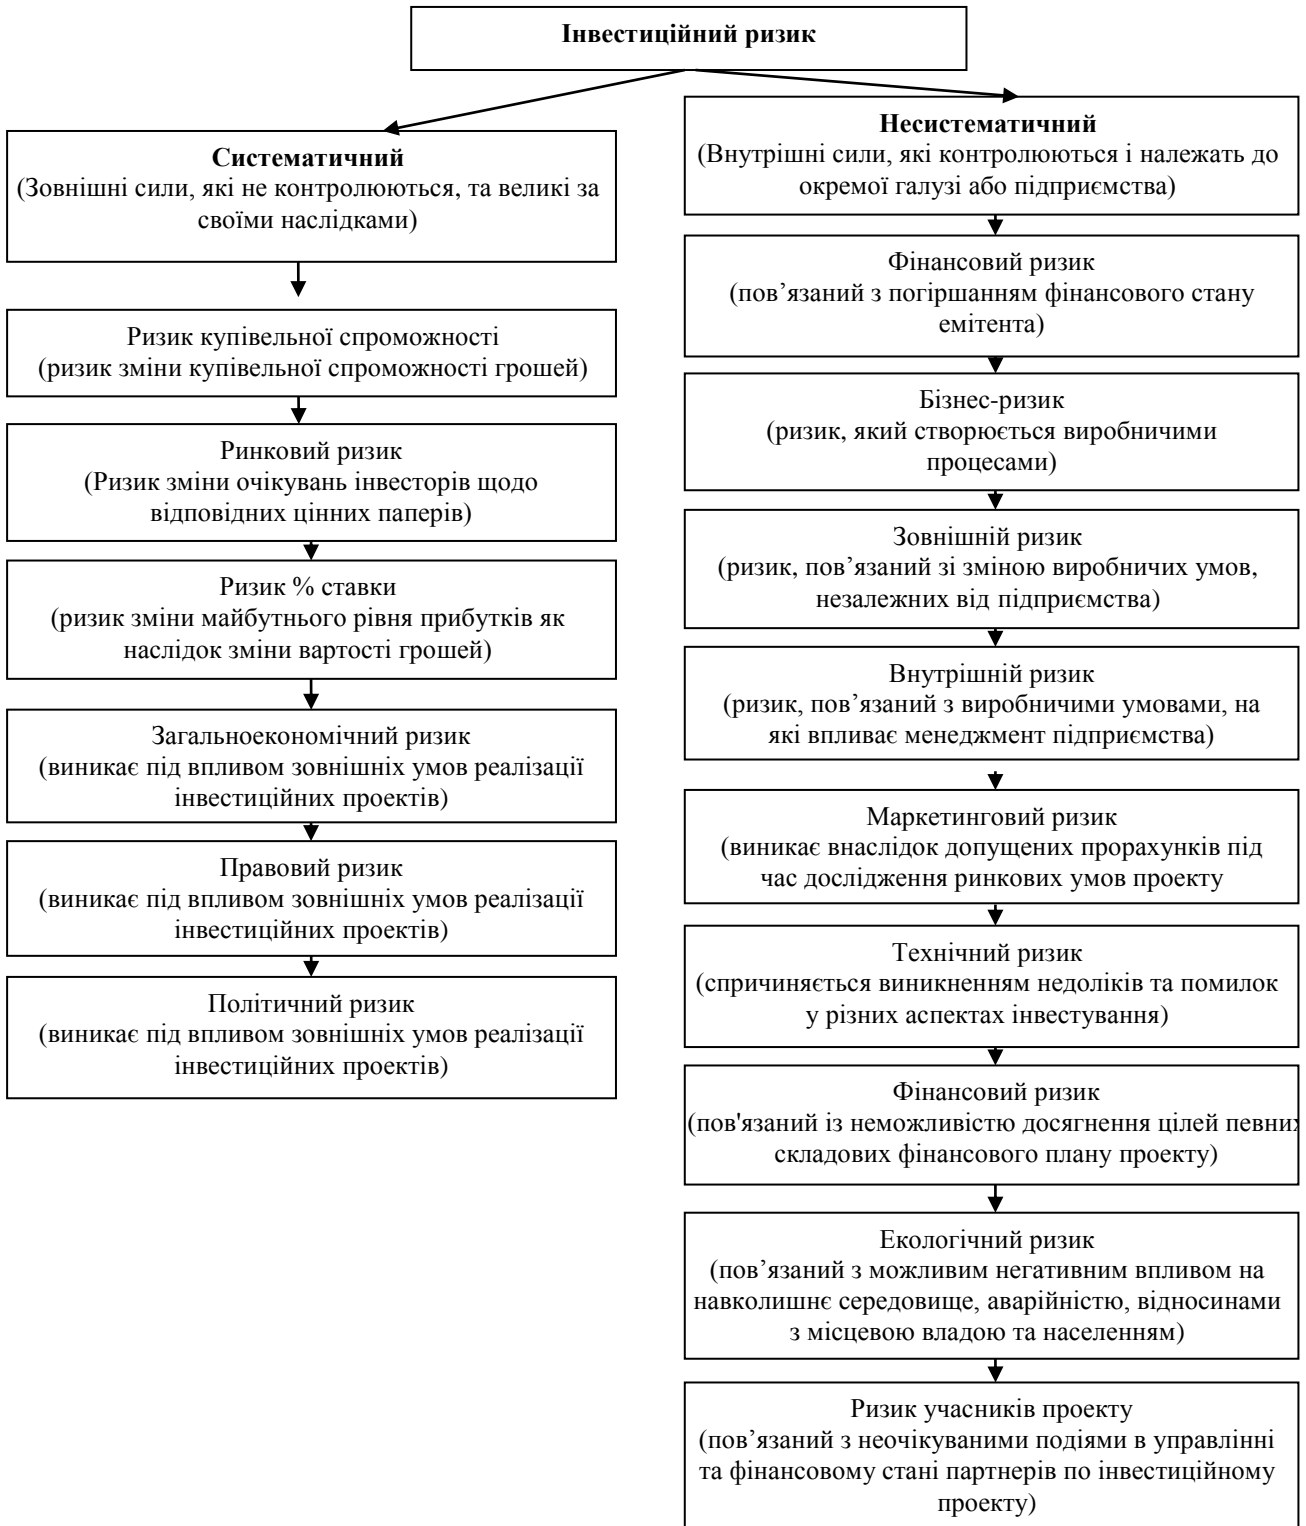 Інвестиційний ризик
Систематичний
(Зовнішні сили, які не контролюються, та великі за
своїми наслідками)
Ризик купівельної спроможності
(ризик зміни купівельної спроможності грошей)
Ринковий ризик
(Ризик зміни очікувань інвесторів щодо
відповідних цінних паперів)
Ризик % ставки
(ризик зміни майбутнього рівня прибутків як
наслідок зміни вартості грошей)
Загальноекономічний ризик
(виникає під впливом зовнішніх умов реалізації
інвестиційних проектів)
Правовий ризик
(виникає під впливом зовнішніх умов реалізації
інвестиційних проектів)
Політичний ризик
(виникає під впливом зовнішніх умов реалізації
інвестиційних проектів)
Несистематичний
(Внутрішні сили, які контролюються і належать до
окремої галузі або підприємства)
Фінансовий ризик
(пов’язаний з погіршанням фінансового стану
емітента)
Бізнес-ризик
(ризик, який створюється виробничими
процесами)
Зовнішній ризик
(ризик, пов’язаний зі зміною виробничих умов,
незалежних від підприємства)
Внутрішній ризик
(ризик, пов’язаний з виробничими умовами, на
які впливає менеджмент підприємства)
Маркетинговий ризик
(виникає внаслідок допущених прорахунків під
час дослідження ринкових умов проекту
Технічний ризик
(спричиняється виникненням недоліків та помилок
у різних аспектах інвестування)
Фінансовий ризик
(пов'язаний із неможливістю досягнення цілей певних
складових фінансового плану проекту)
Екологічний ризик
(пов’язаний з можливим негативним впливом на
навколишнє середовище, аварійністю, відносинами
з місцевою владою та населенням)
Ризик учасників проекту
(пов’язаний з неочікуваними подіями в управлінні
та фінансовому стані партнерів по інвестиційному
проекту)